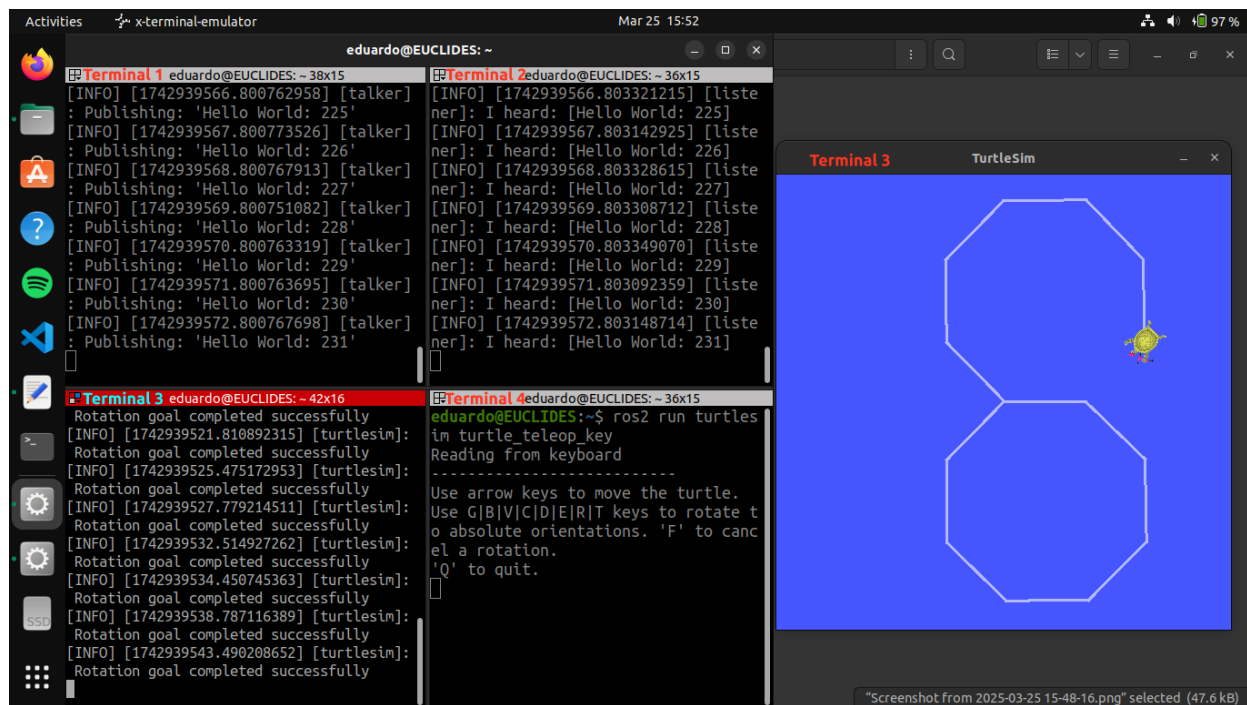 Activities
x-terminal-emulator
Mar 25 15:52
97 %
eduardo@EUCLIDES: ~
Terminal 1 eduardo@EUCLIDES: ~ 38x15
[INFO] [1742939566.800762958] [talker]
: Publishing: 'Hello World: 225'
[INFO] [1742939567.800773526] [talker]
: Publishing: 'Hello World: 226'
[INFO] [1742939568.800767913] [talker]
: Publishing: 'Hello World: 227'
[INFO] [1742939569.800751082] [talker]
: Publishing: 'Hello World: 228'
[INFO] [1742939570.800763319] [talker]
: Publishing: 'Hello World: 229'
[INFO] [1742939571.800763695] [talker]
: Publishing: 'Hello World: 230'
[INFO] [1742939572.800767698] [talker]
: Publishing: 'Hello World: 231'
Terminal 2eduardo@EUCLIDES: ~ 36x15
[INFO] [1742939566.803321215] [liste
ner]: I heard: [Hello World: 225]
[INFO] [1742939567.803142925] [liste
ner]: I heard: [Hello World: 226]
[INFO] [1742939568.803328615] [liste
ner]: I heard: [Hello World: 227]
[INFO] [1742939569.803308712] [liste
ner]: I heard: [Hello World: 228]
[INFO] [1742939570.803349070] [liste
ner]: I heard: [Hello World: 229]
[INFO] [1742939571.803092359] [liste
ner]: I heard: [Hello World: 230]
[INFO] [1742939572.803148714] [liste
ner]: I heard: [Hello World: 231]
Terminal 3 eduardo@EUCLIDES: ~ 42x16
Rotation goal completed successfully
[INFO] [1742939521.810892315] [turtlesim]:
Rotation goal completed successfully
[INFO] [1742939525.475172953] [turtlesim]:
Rotation goal completed successfully
[INFO] [1742939527.779214511] [turtlesim]:
Rotation goal completed successfully
[INFO] [1742939532.514927262] [turtlesim]:
Rotation goal completed successfully
[INFO] [1742939534.450745363] [turtlesim]:
Rotation goal completed successfully
[INFO] [1742939538.787116389] [turtlesim]:
Rotation goal completed successfully
[INFO] [1742939543.490208652] [turtlesim]:
Rotation goal completed successfully
Terminal 4eduardo@EUCLIDES: ~ 36x15
eduardo@EUCLIDES:~$ ros2 run turtles
im turtle_teleop_key
Reading from keyboard
---------------------------
Use arrow keys to move the turtle.
Use G|B|V|C|D|E|R|T keys to rotate t
o absolute orientations. 'F' to canc
el a rotation.
'Q' to quit.
Terminal 3
TurtleSim
SSD
"Screenshot from 2025-03-25 15-48-16.png" selected (47.6 kB)